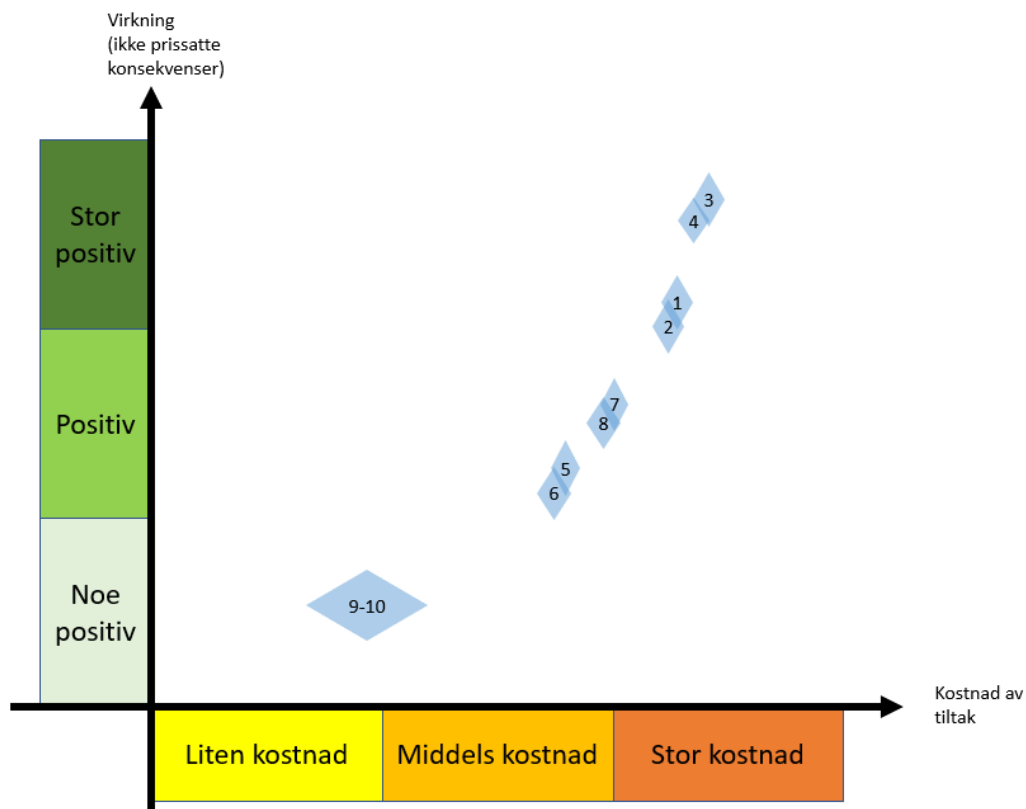 Virkning
(ikke prissatte
konsekvenser)
Stor
positiv
3
4
1
2
Positiv
7
8
5
6
Noe
positiv
9-10
Kostnad av
tiltak
Liten kostnad
Middels kostnad
Stor kostnad